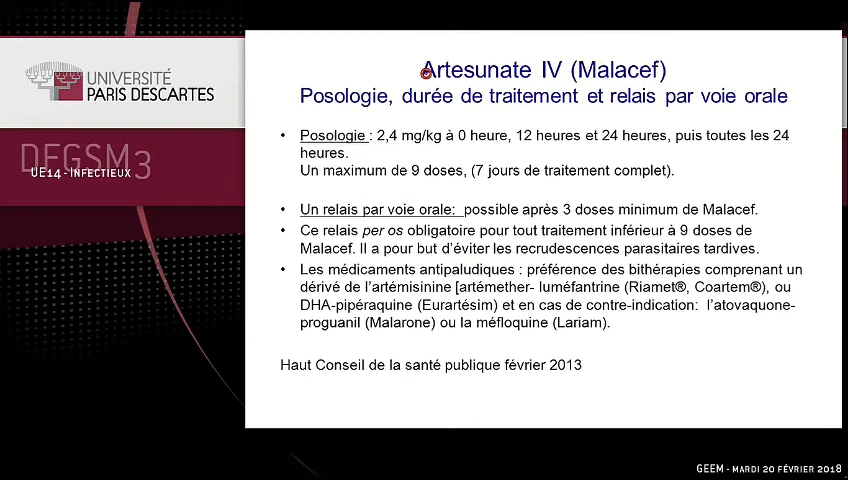 UNIVERSITÉ
PARIS DESCARTES
DFGSM3
UE14 - INFECTIEUX
Artesunate IV (Malacef)
Posologie, durée de traitement et relais par voie orale
• Posologie : 2,4 mg/kg à 0 heure, 12 heures et 24 heures, puis toutes les 24
heures.
Un maximum de 9 doses, (7 jours de traitement complet).
• Un relais par voie orale: possible après 3 doses minimum de Malacef.
• Ce relais per os obligatoire pour tout traitement inférieur à 9 doses de
Malacef. Il a pour but d'éviter les recrudescences parasitaires tardives.
• Les médicaments antipaludiques : préférence des bithérapies comprenant un
dérivé de l'artémisinine [artémether- luméfantrine (Riamet®, Coartem®), ou
DHA-pipéraquine (Eurartésim) et en cas de contre-indication: l'atovaquone-
proguanil (Malarone) ou la méfloquine (Lariam).
Haut Conseil de la santé publique février 2013
GEEM - MARDI 20 FÉVRIER 2018